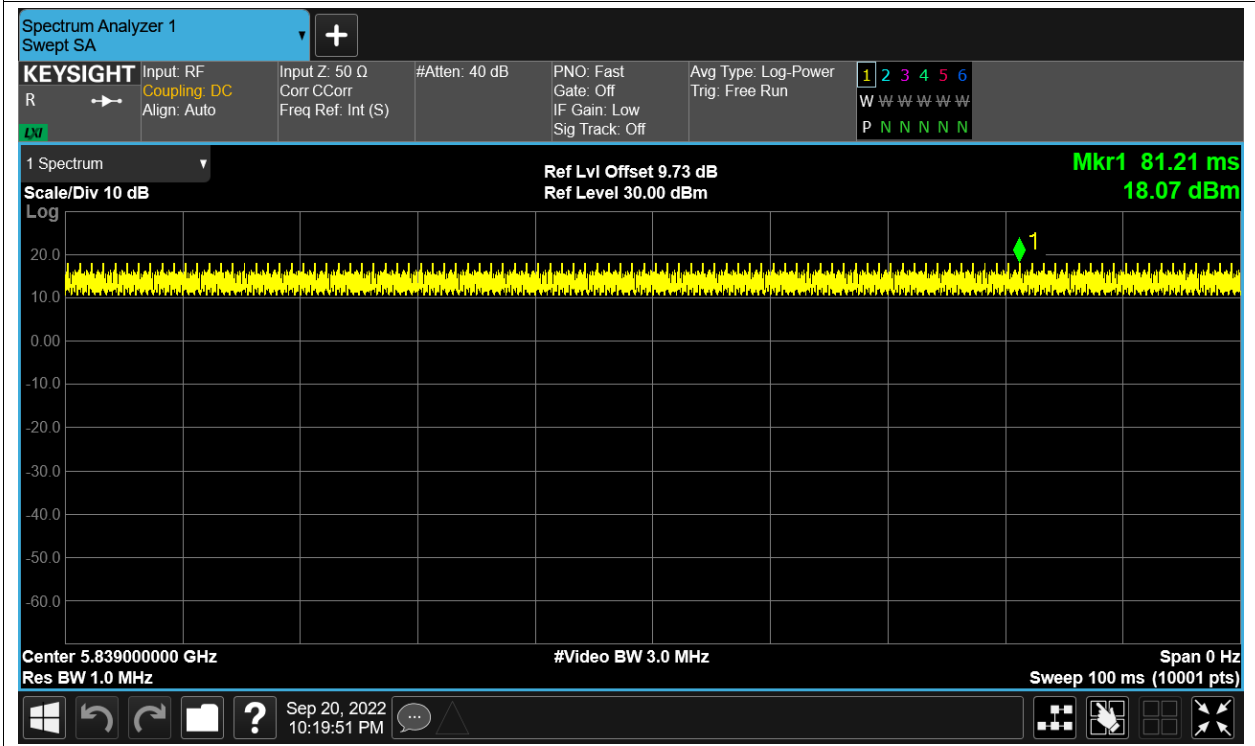 Spectrum Analyzer 1
Swept SA
KEYSIGHT
R
LXI
Input: RF
Coupling: DC
Align: Auto
Input Z: 50 Ω
Corr CCorr
Freq Ref: Int (S)
#Atten: 40 dB
PNO: Fast
Gate: Off
IF Gain: Low
Sig Track: Off
Avg Type: Log-Power
Trig: Free Run
1 2 3 4 5 6
W W W W W W
P N N N N N
1 Spectrum
Scale/Div 10 dB
Log
Ref Lvl Offset 9.73 dB
Ref Level 30.00 dBm
Mkr1 81.21 ms
18.07 dBm
1
20.0
10.0
0.00
-10.0
-20.0
-30.0
-40.0
-50.0
-60.0
Center 5.839000000 GHz
Res BW 1.0 MHz
#Video BW 3.0 MHz
Span 0 Hz
Sweep 100 ms (10001 pts)
?
Sep 20, 2022
10:19:51 PM